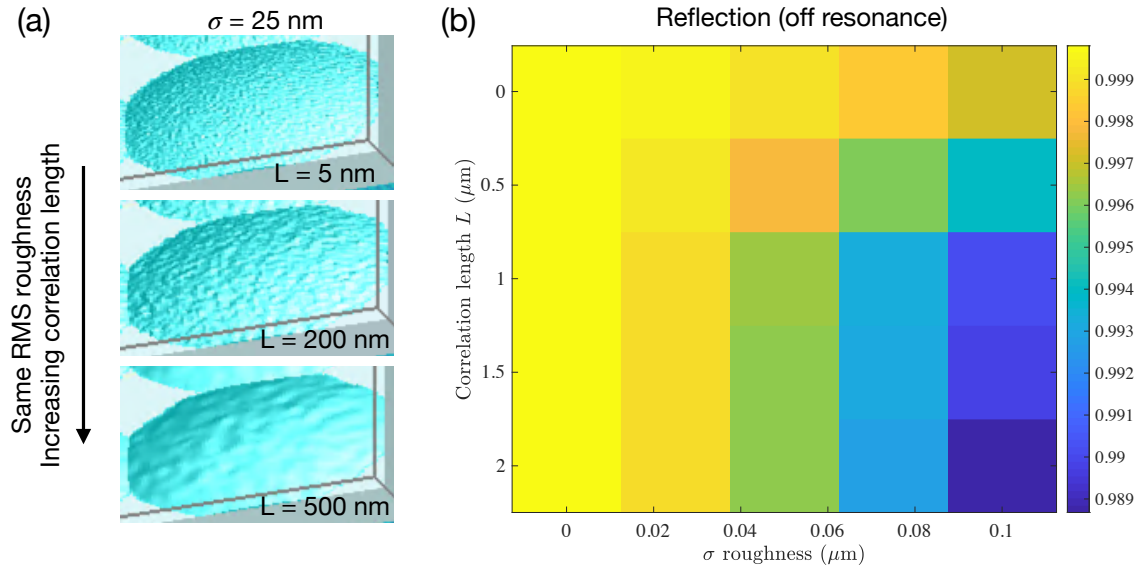 (a)
σ = 25 nm
Same RMS roughness
Increasing correlation length
L = 5 nm
L = 200 nm
L = 500 nm
(b)
Reflection (off resonance)
Correlation length L (μm)
0
0.5
1
1.5
2
0
0.02
0.04
0.06
0.08
0.1
σ roughness (μm)
0.999
0.998
0.997
0.996
0.995
0.994
0.993
0.992
0.991
0.99
0.989